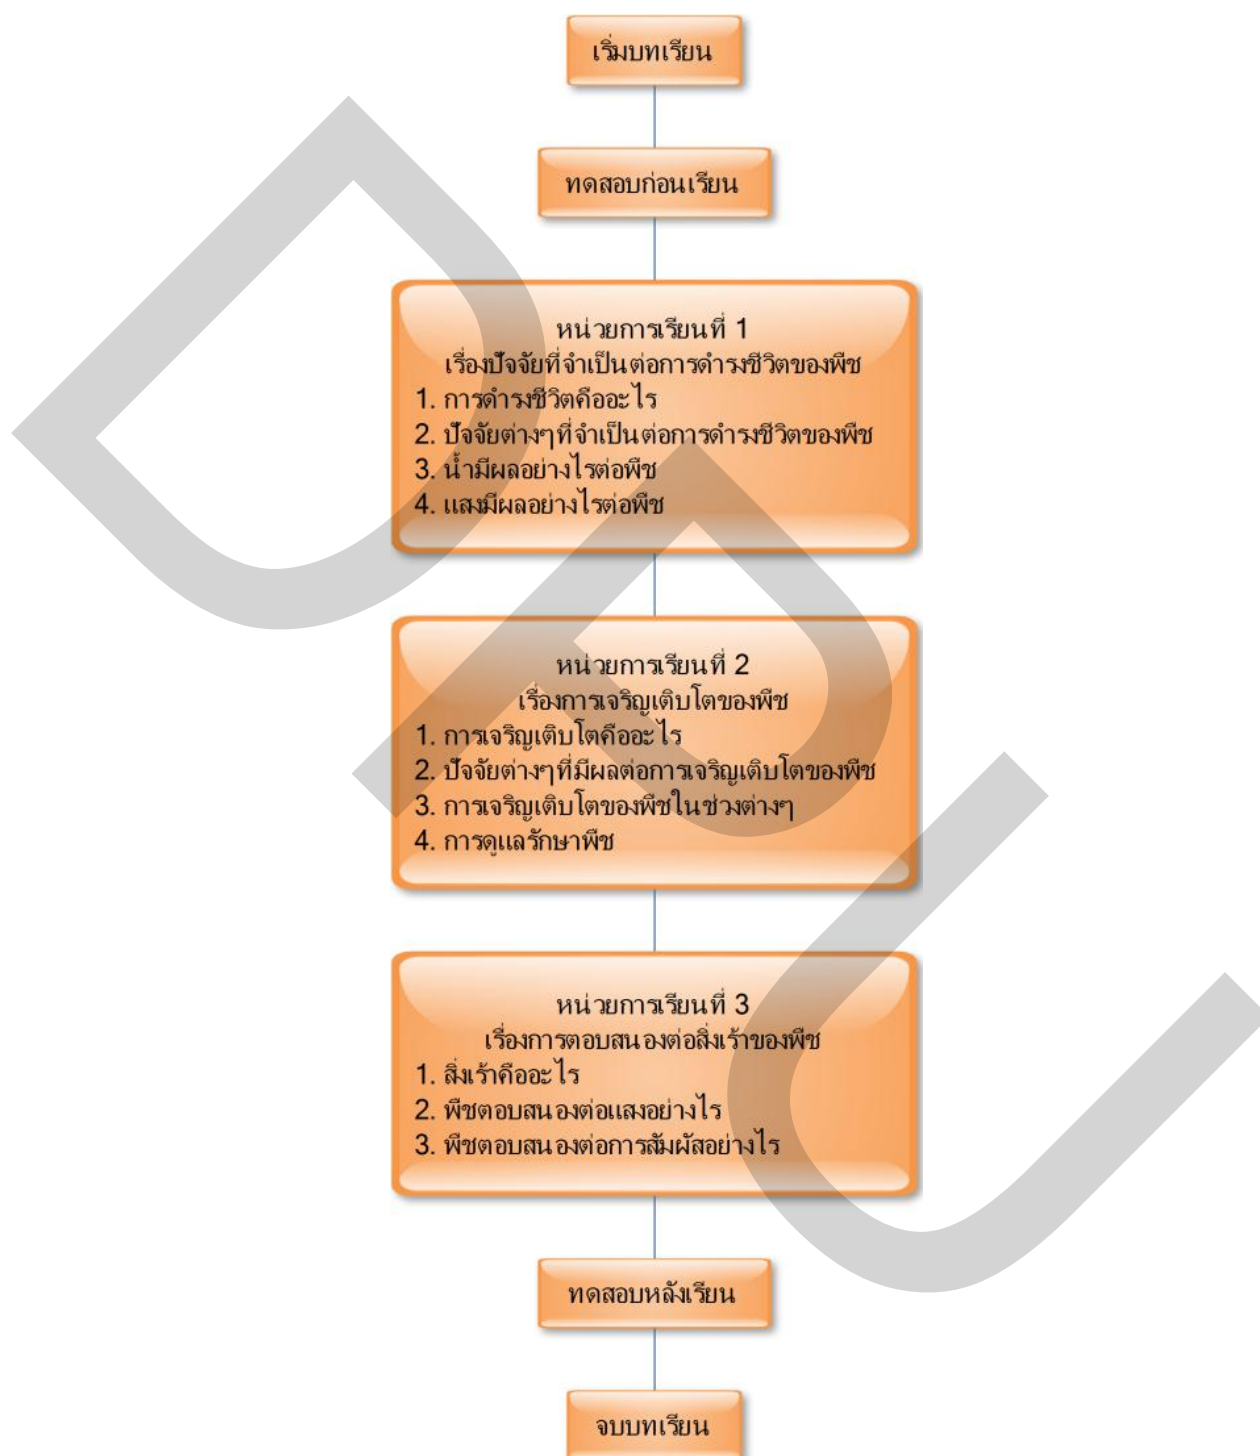 เริ่มบทเรียน
ทดสอบก่อนเรียน
หน่วยการเรียนที่ 1
เรื่องปัจจัยที่จำเป็นต่อการดำรงชีวิตของพืช
1. การดำรงชีวิตคืออะไร
2. ปัจจัยต่างๆที่จำเป็นต่อการดำรงชีวิตของพืช
3. น้ำมีผลอย่างไรต่อพืช
4. แสงมีผลอย่างไรต่อพืช
หน่วยการเรียนที่ 2
เรื่องการเจริญเติบโตของพืช
1. การเจริญเติบโตคืออะไร
2. ปัจจัยต่างๆที่มีผลต่อการเจริญเติบโตของพืช
3. การเจริญเติบโตของพืชในช่วงต่างๆ
4. การดูแลรักษาพืช
หน่วยการเรียนที่ 3
เรื่องการตอบสนองต่อสิ่งเร้าของพืช
1. สิ่งเร้าคืออะไร
2. พืชตอบสนองต่อแสงอย่างไร
3. พืชตอบสนองต่อการสัมผัสอย่างไร
ทดสอบหลังเรียน
จบบทเรียน
DPU